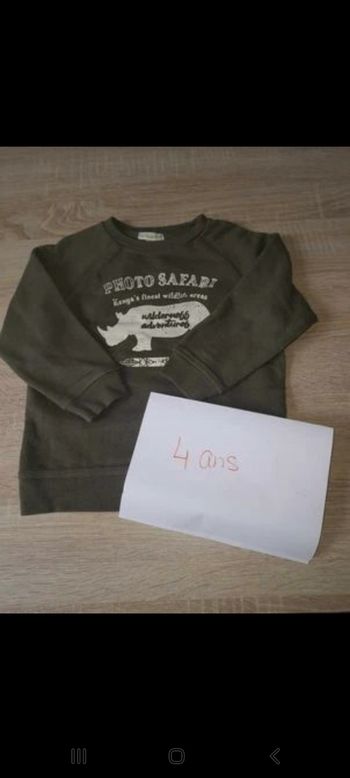 PHOTO SAFARI
Kenya's finest wildlife areas
wilderness
adventures
4 ans